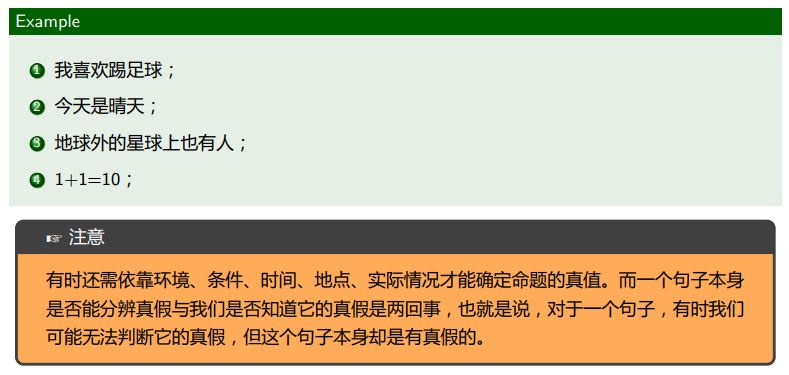 Example
1 我喜欢踢足球；
2 今天是晴天；
3 地球外的星球上也有人；
4 1+1=10；
☞ 注意
有时还需依靠环境、条件、时间、地点、实际情况才能确定命题的真值。而一个句子本身
是否能分辨真假与我们是否知道它的真假是两回事，也就是说，对于一个句子，有时我们
可能无法判断它的真假，但这个句子本身却是有真假的。